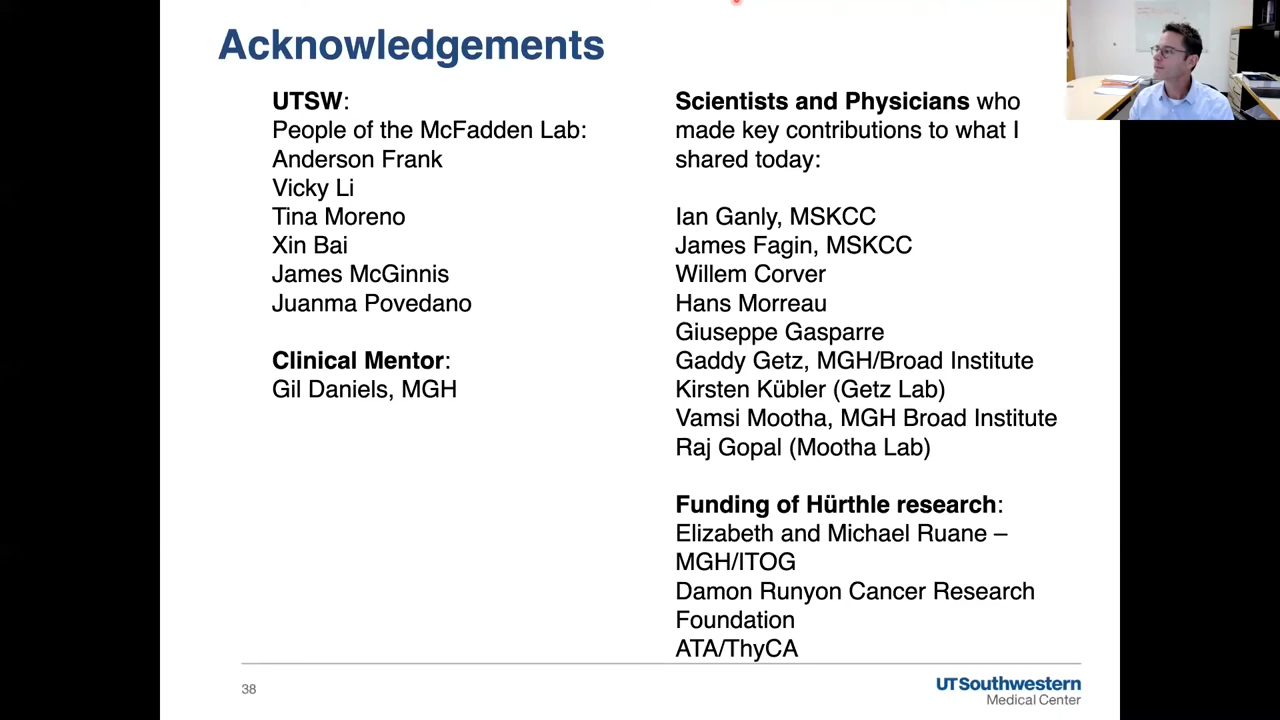 Acknowledgements
UTSW:
People of the McFadden Lab:
Anderson Frank
Vicky Li
Tina Moreno
Xin Bai
James McGinnis
Juanma Povedano
Clinical Mentor:
Gil Daniels, MGH
Scientists and Physicians who
made key contributions to what I
shared today:
Ian Ganly, MSKCC
James Fagin, MSKCC
Willem Corver
Hans Morreau
Giuseppe Gasparre
Gaddy Getz, MGH/Broad Institute
Kirsten Kübler (Getz Lab)
Vamsi Mootha, MGH Broad Institute
Raj Gopal (Mootha Lab)
Funding of Hürthle research:
Elizabeth and Michael Ruane –
MGH/ITOG
Damon Runyon Cancer Research
Foundation
ATA/ThyCA
38
UTSouthwestern
Medical Center